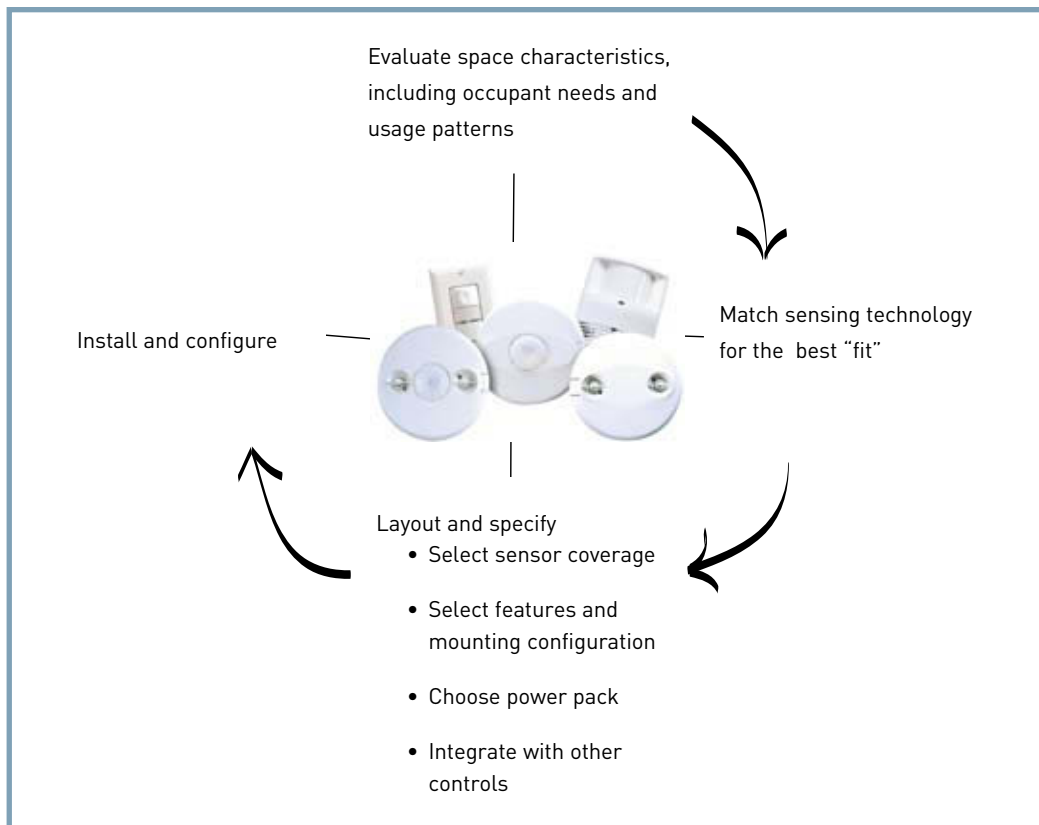 Evaluate space characteristics,
including occupant needs and
usage patterns
Match sensing technology
for the best “fit”
Layout and specify
• Select sensor coverage
• Select features and
mounting configuration
• Choose power pack
• Integrate with other
controls
Install and configure